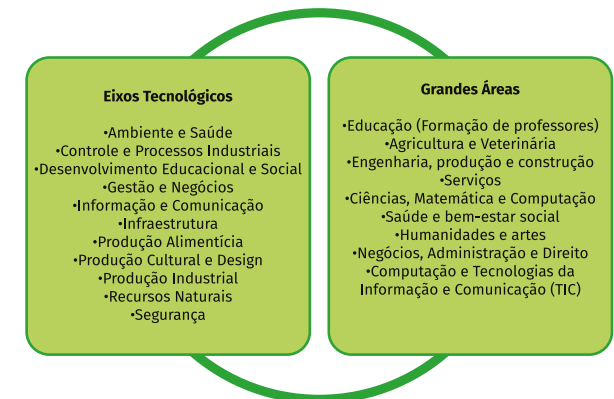 Eixos Tecnológicos
•Ambiente e Saúde
•Controle e Processos Industriais
•Desenvolvimento Educacional e Social
•Gestão e Negócios
•Informação e Comunicação
•Infraestrutura
•Produção Alimentícia
•Produção Cultural e Design
•Produção Industrial
•Recursos Naturais
•Segurança
Grandes Áreas
•Educação (Formação de professores)
•Agricultura e Veterinária
•Engenharia, produção e construção
•Serviços
•Ciências, Matemática e Computação
•Saúde e bem-estar social
•Humanidades e artes
•Negócios, Administração e Direito
•Computação e Tecnologias da
Informação e Comunicação (TIC)